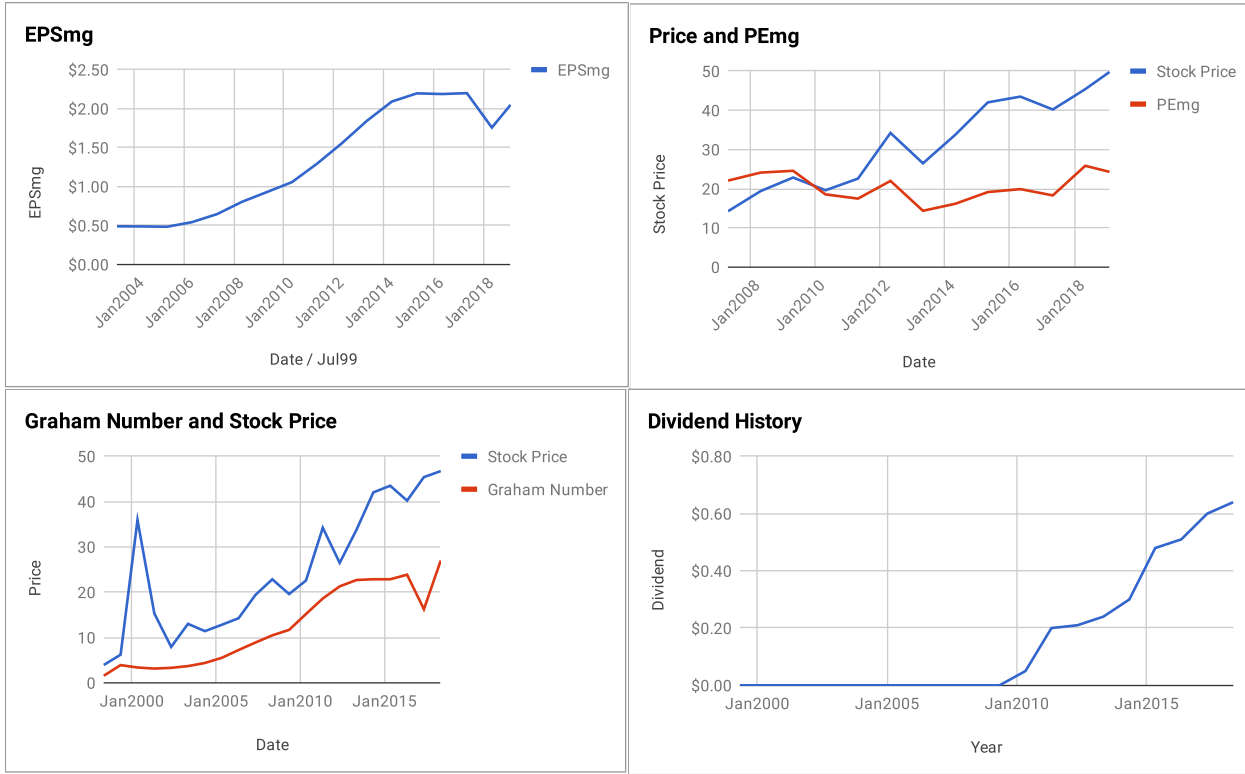 EPSmg
EPSmg
$2.50
$2.00
$1.50
$1.00
$0.50
$0.00
EPSmg
Jan2004
Jan2006
Jan2008
Jan2010
Jan2012
Jan2014
Jan2016
Jan2018
Date / Jul99
Price and PEmg
Stock Price
PEmg
50
40
30
20
10
0
Stock Price
Jan2008
Jan2010
Jan2012
Jan2014
Jan2016
Jan2018
Date
Graham Number and Stock Price
Stock Price
Graham Number
50
40
30
20
10
0
Price
Jan2000
Jan2005
Jan2010
Jan2015
Date
Dividend History
$0.80
$0.60
$0.40
$0.20
$0.00
Dividend
Jan2000
Jan2005
Jan2010
Jan2015
Year